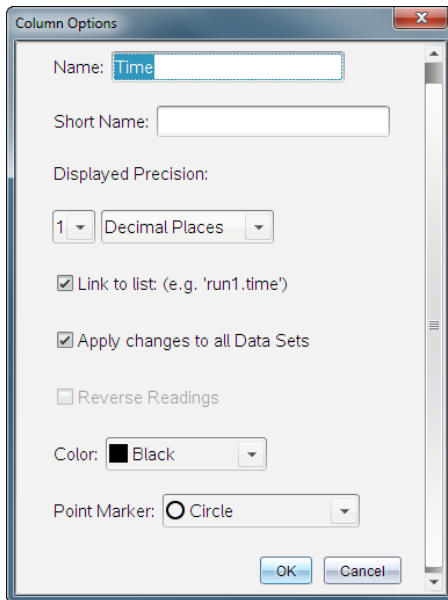 Column Options
Name: Time
Short Name:
Displayed Precision:
1 Decimal Places
Link to list: (e.g. 'run1.time')
Apply changes to all Data Sets
Reverse Readings
Color: Black
Point Marker: Circle
OK Cancel